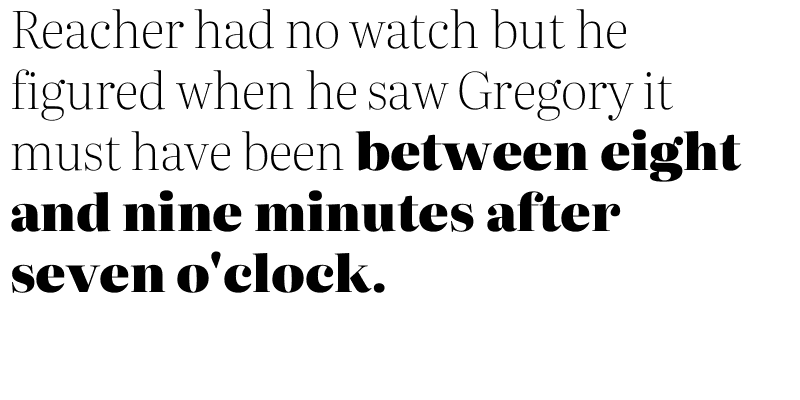 Reacher had no watch but he
figured when he saw Gregory it
must have been between eight
and nine minutes after
seven o'clock.